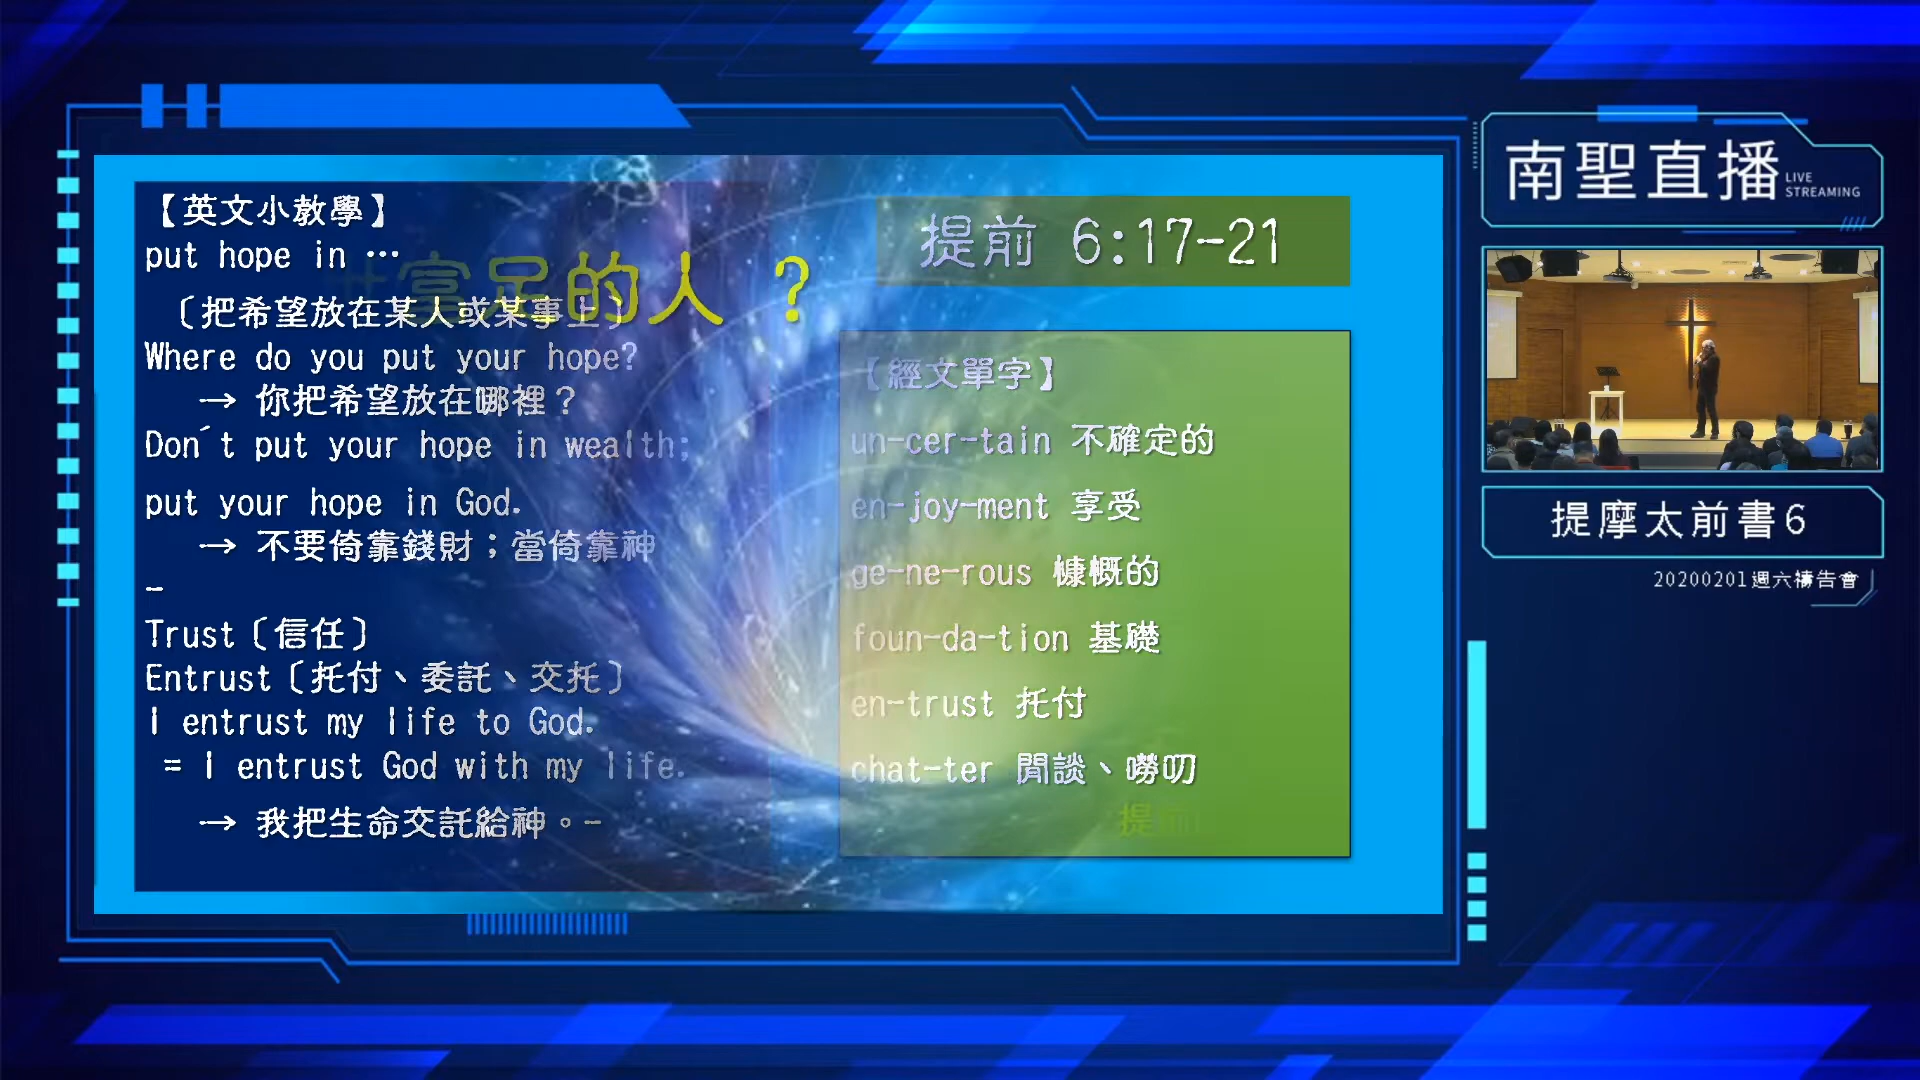 【英文小教學】
put hope in …
〔把希望放在某人或某事上〕
Where do you put your hope?
→ 你把希望放在哪裡？
Don´t put your hope in wealth;
put your hope in God.
→ 不要倚靠錢財；當倚靠神
–
Trust〔信任〕
Entrust〔托付、委託、交托〕
I entrust my life to God.
= I entrust God with my life.
→ 我把生命交託給神。–
富足的人 ？
提前 6:17-21
【經文單字】
un-cer-tain 不確定的
en-joy-ment 享受
ge-ne-rous 慷慨的
foun-da-tion 基礎
en-trust 托付
chat-ter 閒談、嘮叨
提前
南聖直播
LIVE
STREAMING
提摩太前書6
20200201週六禱告會